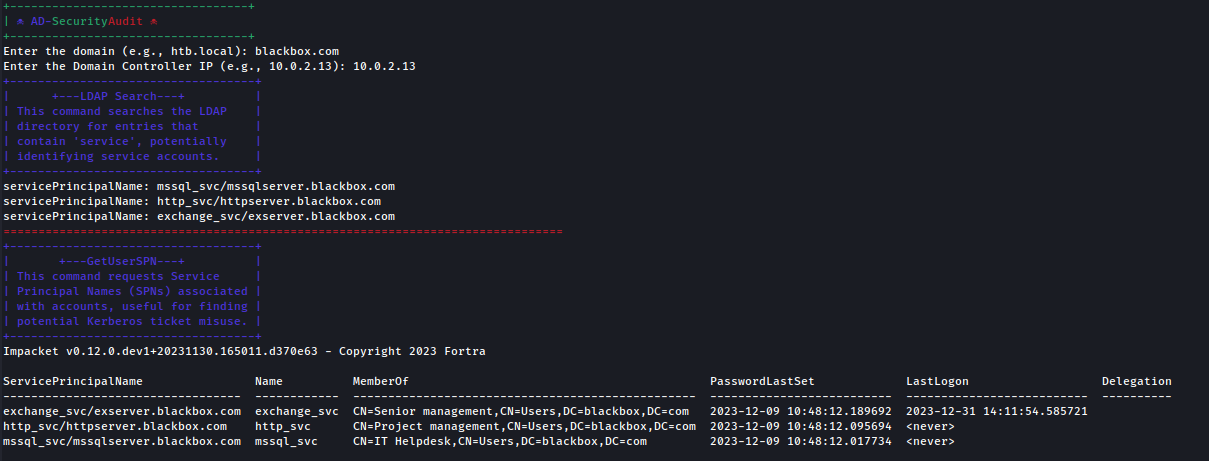 +----------------------------------+
| * AD-SecurityAudit * 
+----------------------------------+
Enter the domain (e.g., htb.local): blackbox.com
Enter the Domain Controller IP (e.g., 10.0.2.13): 10.0.2.13
+-----------------------------------+
|      +---LDAP Search---+          |
| This command searches the LDAP    |
| directory for entries that        |
| contain 'service', potentially    |
| identifying service accounts.     |
+-----------------------------------+
servicePrincipalName: mssql_svc/mssqlserver.blackbox.com
servicePrincipalName: http_svc/httpserver.blackbox.com
servicePrincipalName: exchange_svc/exserver.blackbox.com
================================================================================
+-----------------------------------+
|       +---GetUserSPN---+          |
| This command requests Service     |
| Principal Names (SPNs) associated |
| with accounts, useful for finding |
| potential Kerberos ticket misuse. |
+-----------------------------------+
Impacket v0.12.0.dev1+20231130.165011.d370e63 - Copyright 2023 Fortra
ServicePrincipalName                Name          MemberOf                                           PasswordLastSet             LastLogon                   Delegation
----------------------------------  ------------  -------------------------------------------------  --------------------------  --------------------------  ----------
exchange_svc/exserver.blackbox.com  exchange_svc  CN=Senior management,CN=Users,DC=blackbox,DC=com   2023-12-09 10:48:12.189692  2023-12-31 14:11:54.585721
http_svc/httpserver.blackbox.com    http_svc      CN=Project management,CN=Users,DC=blackbox,DC=com  2023-12-09 10:48:12.095694  <never>
mssql_svc/mssqlserver.blackbox.com  mssql_svc     CN=IT Helpdesk,CN=Users,DC=blackbox,DC=com         2023-12-09 10:48:12.017734  <never>